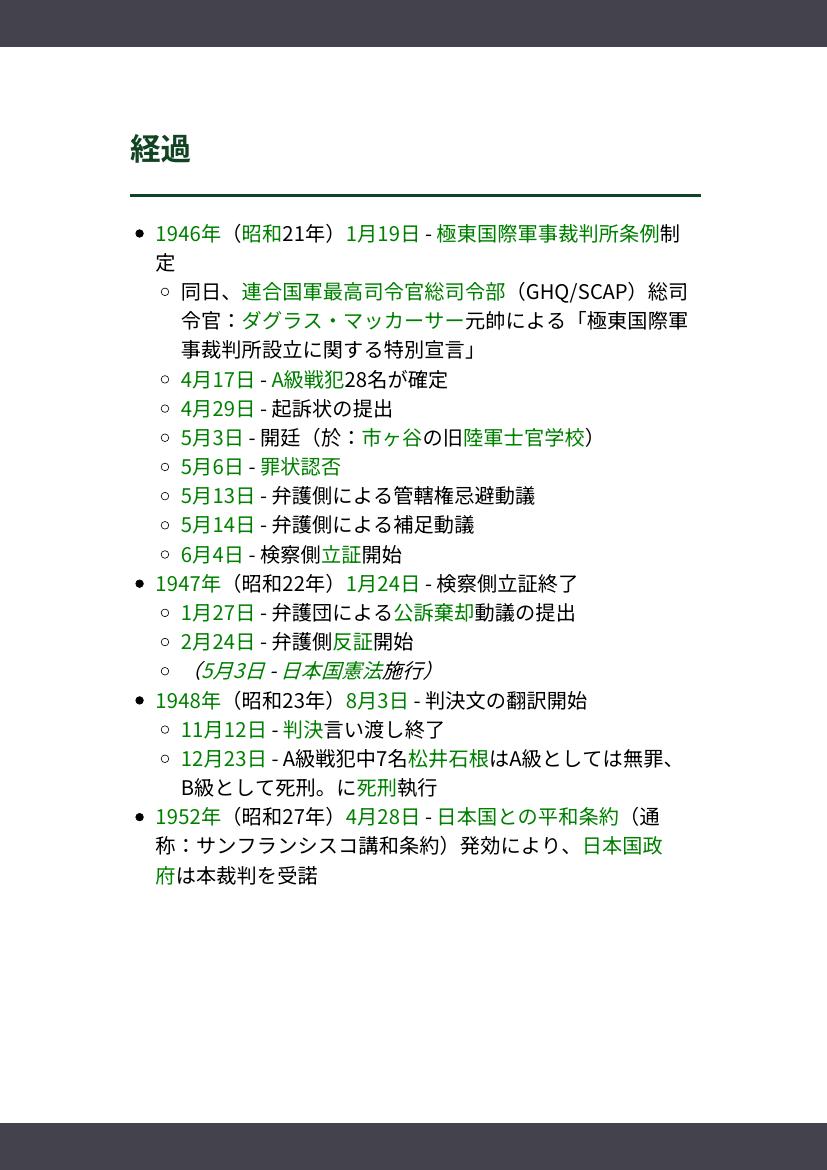 経過
1946年（昭和21年）1月19日 - 極東国際軍事裁判所条例制
定
同日、連合国軍最高司令官総司令部（GHQ/SCAP）総司
令官：ダグラス・マッカーサー元帥による「極東国際軍
事裁判所設立に関する特別宣言」
4月17日 - A級戦犯28名が確定
4月29日 - 起訴状の提出
5月3日 - 開廷（於：市ヶ谷の旧陸軍士官学校）
5月6日 - 罪状認否
5月13日 - 弁護側による管轄権忌避動議
5月14日 - 弁護側による補足動議
6月4日 - 検察側立証開始
1947年（昭和22年）1月24日 - 検察側立証終了
1月27日 - 弁護団による公訴棄却動議の提出
2月24日 - 弁護側反証開始
（5月3日 - 日本国憲法施行）
1948年（昭和23年）8月3日 - 判決文の翻訳開始
11月12日 - 判決言い渡し終了
12月23日 - A級戦犯中7名松井石根はA級としては無罪、
B級として死刑。に死刑執行
1952年（昭和27年）4月28日 - 日本国との平和条約（通
称：サンフランシスコ講和条約）発効により、日本国政
府は本裁判を受諾